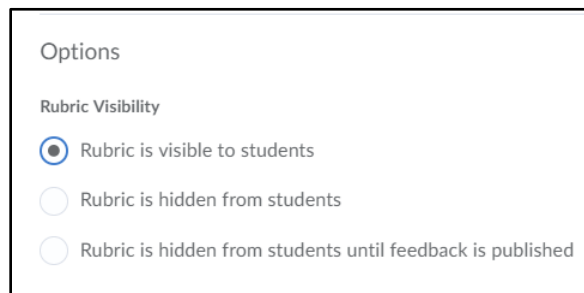 Options
Rubric Visibility
Rubric is visible to students
Rubric is hidden from students
Rubric is hidden from students until feedback is published